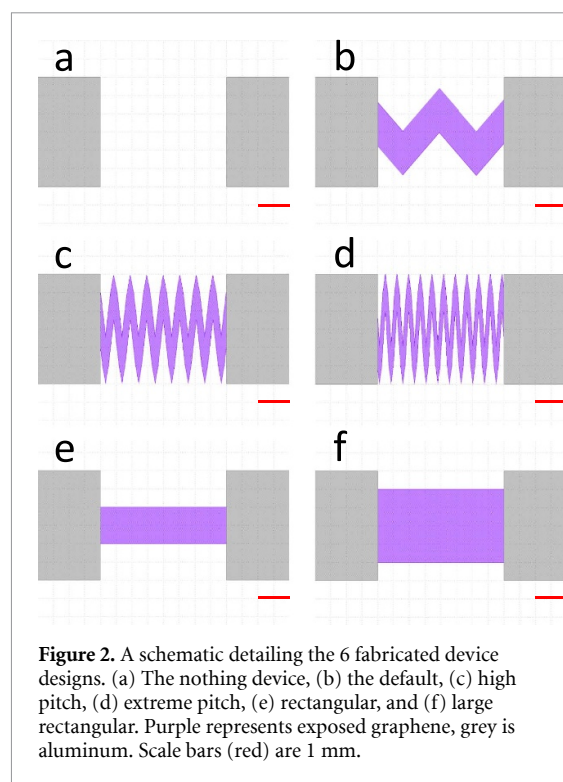 a
b
c
d
e
f
Figure 2. A schematic detailing the 6 fabricated device
designs. (a) The nothing device, (b) the default, (c) high
pitch, (d) extreme pitch, (e) rectangular, and (f) large
rectangular. Purple represents exposed graphene, grey is
aluminum. Scale bars (red) are 1 mm.